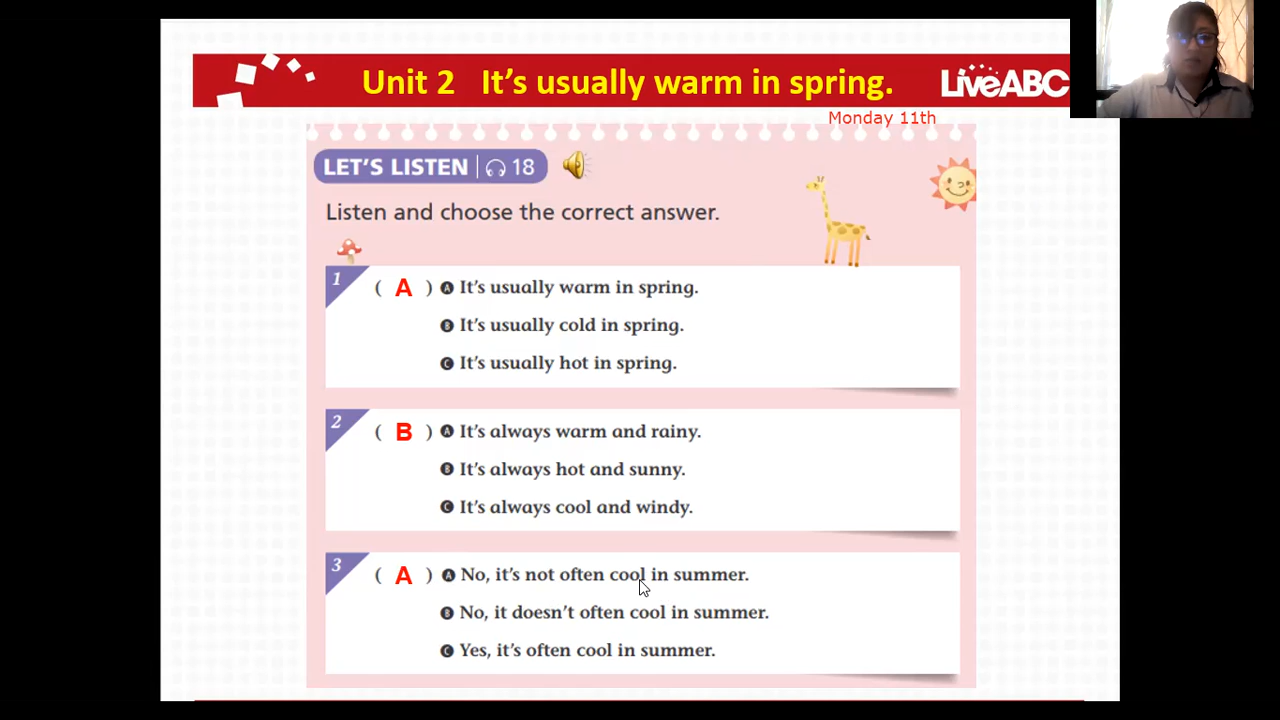 Unit 2 It's usually warm in spring.
LiveABC
Monday 11th
LET'S LISTEN 18
Listen and choose the correct answer.
1
( A ) A It's usually warm in spring.
B It's usually cold in spring.
C It's usually hot in spring.
2
( B ) A It's always warm and rainy.
B It's always hot and sunny.
C It's always cool and windy.
3
( A ) A No, it's not often cool in summer.
B No, it doesn't often cool in summer.
C Yes, it's often cool in summer.